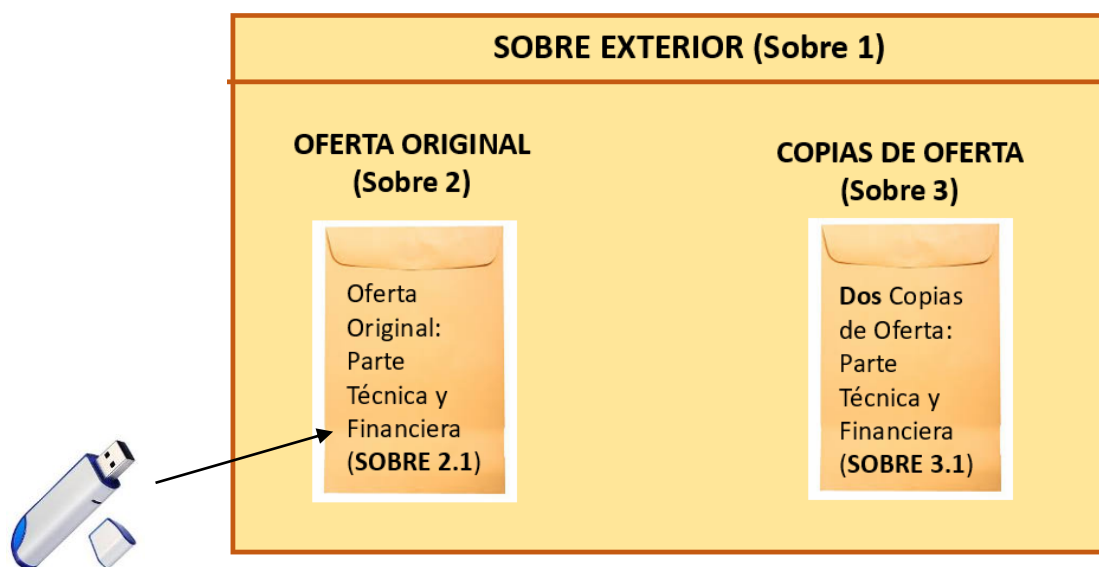 SOBRE EXTERIOR (Sobre 1)
OFERTA ORIGINAL
(Sobre 2)
Oferta
Original:
Parte
Técnica y
Financiera
(SOBRE 2.1)
COPIAS DE OFERTA
(Sobre 3)
Dos Copias
de Oferta:
Parte
Técnica y
Financiera
(SOBRE 3.1)